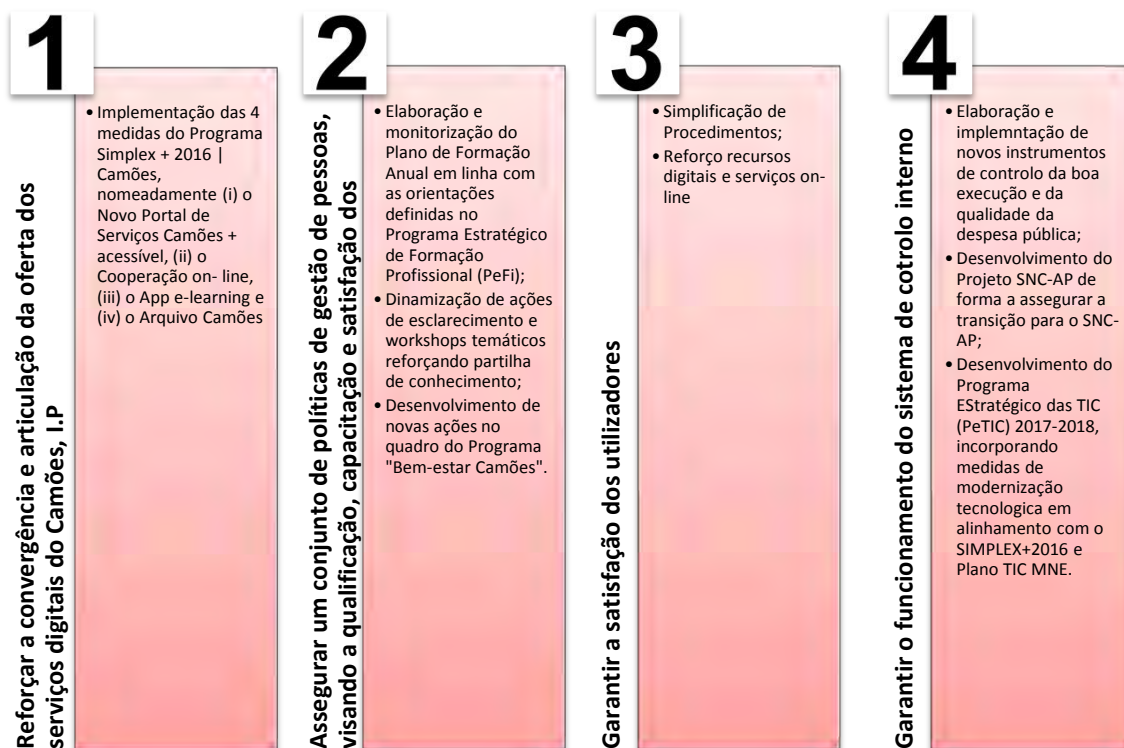 1
Reforçar a convergência e articulação da oferta dos
serviços digitais do Camões, I.P
• Implementação das 4
medidas do Programa
Simplex + 2016 |
Camões,
nomeadamente (i) o
Novo Portal de
Serviços Camões +
acessível, (ii) o
Cooperação on- line,
(iii) o App e-learning e
(iv) o Arquivo Camões
2
Assegurar um conjunto de políticas de gestão de pessoas,
visando a qualificação, capacitação e satisfação dos
• Elaboração e
monitorização do
Plano de Formação
Anual em linha com
as orientações
definidas no
Programa Estratégico
de Formação
Profissional (PeFi);
• Dinamização de ações
de esclarecimento e
workshops temáticos
reforçando partilha
de conhecimento;
• Desenvolvimento de
novas ações no
quadro do Programa
"Bem-estar Camões".
3
Garantir a satisfação dos utilizadores
• Simplificação de
Procedimentos;
• Reforço recursos
digitais e serviços on-
line
4
Garantir o funcionamento do sistema de cotrolo interno
• Elaboração e
implemntação de
novos instrumentos
de controlo da boa
execução e da
qualidade da
despesa pública;
• Desenvolvimento do
Projeto SNC-AP de
forma a assegurar a
transição para o SNC-
AP;
• Desenvolvimento do
Programa
EStratégico das TIC
(PeTIC) 2017-2018,
incorporando
medidas de
modernização
tecnologica em
alinhamento com o
SIMPLEX+2016 e
Plano TIC MNE.